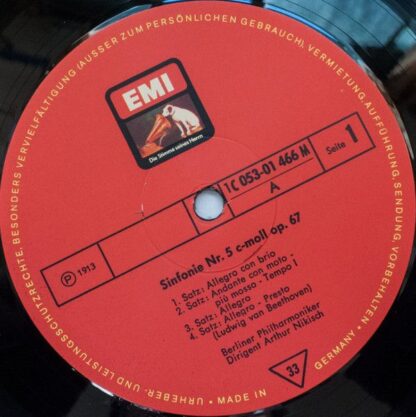 URHEBER- UND LEISTUNGSSCHUTZRECHTE, BESONDERS VERVIELFÄLTIGUNG (AUSSER ZUM PERSÖNLICHEN GEBRAUCH), VERMIETUNG, AUFFÜHRUNG, SENDUNG, VORBEHALTEN • MADE IN GERMANY •
EMI
Die Stimme seines Herrn
1C 053-01 466 M
A
Seite 1
Ⓟ 1913
Sinfonie Nr. 5 c-moll op. 67
1. Satz: Allegro con brio
2. Satz: Andante con moto -
più mosso - Tempo I
3. Satz: Allegro -
4. Satz: Allegro - Presto
(Ludwig van Beethoven)
Berliner Philharmoniker
Dirigent Arthur Nikisch
33